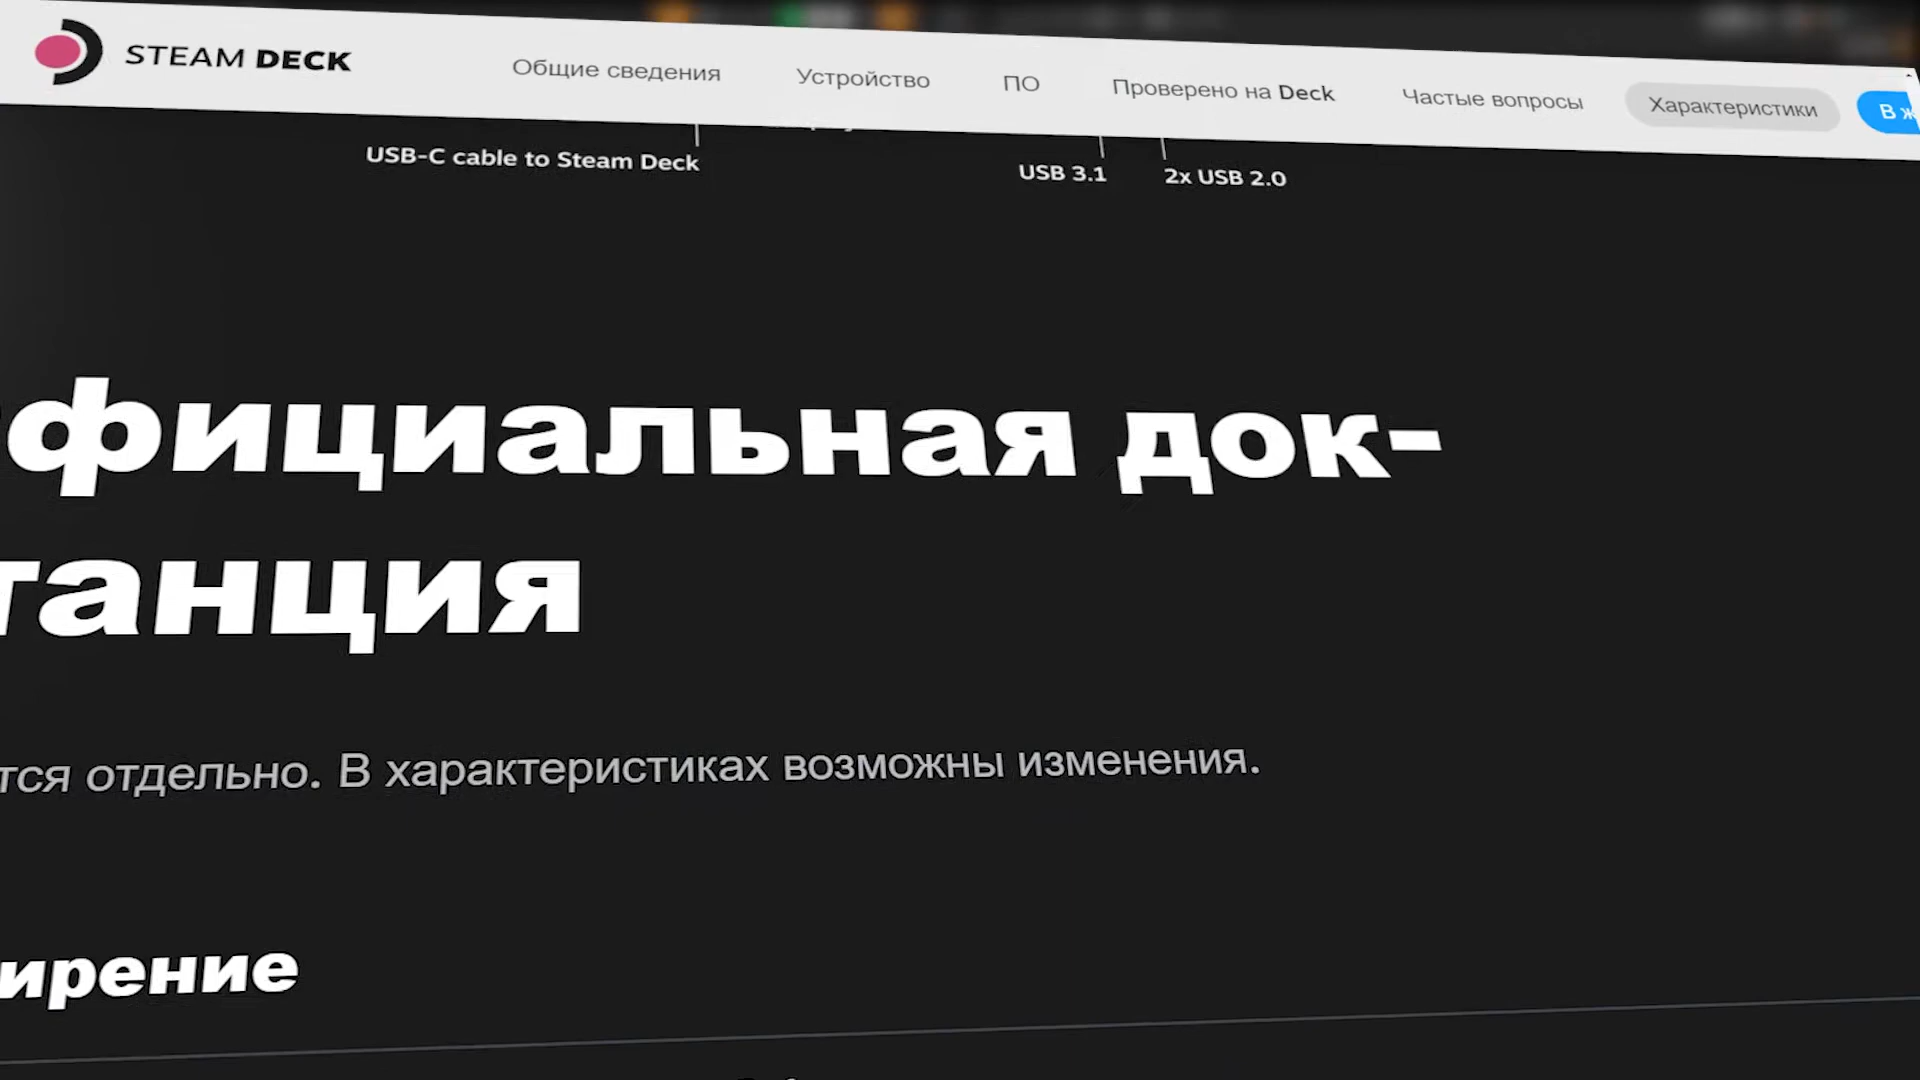 STEAM DECK
Общие сведения
Устройство
ПО
Проверено на Deck
Частые вопросы
Характеристики
В ж
USB-C cable to Steam Deck
USB 3.1
2x USB 2.0
фициальная док-
танция
тся отдельно. В характеристиках возможны изменения.
ирение